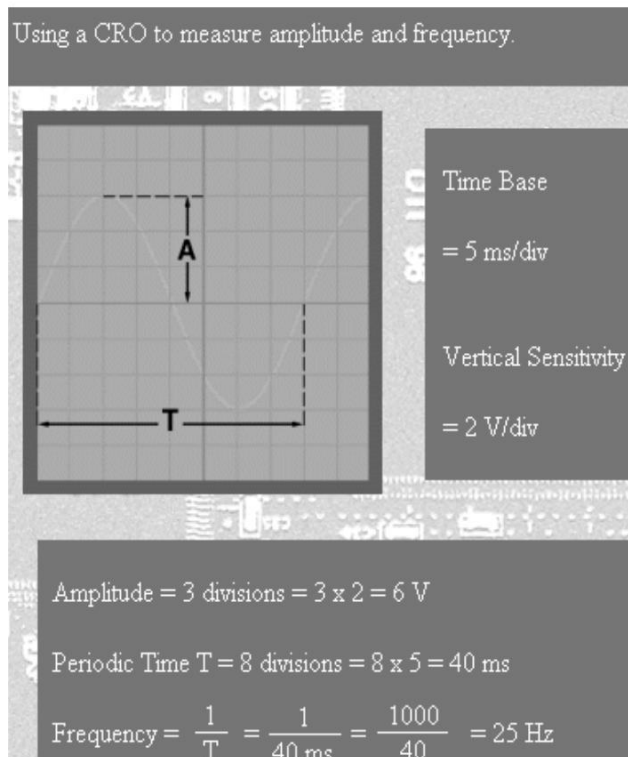 Using a CRO to measure amplitude and frequency.
A
T
Time Base
= 5 ms/div
Vertical Sensitivity
= 2 V/div
Amplitude = 3 divisions = 3 x 2 = 6 V
Periodic Time T = 8 divisions = 8 x 5 = 40 ms
Frequency = 1/T = 1/40 ms = 1000/40 = 25 Hz